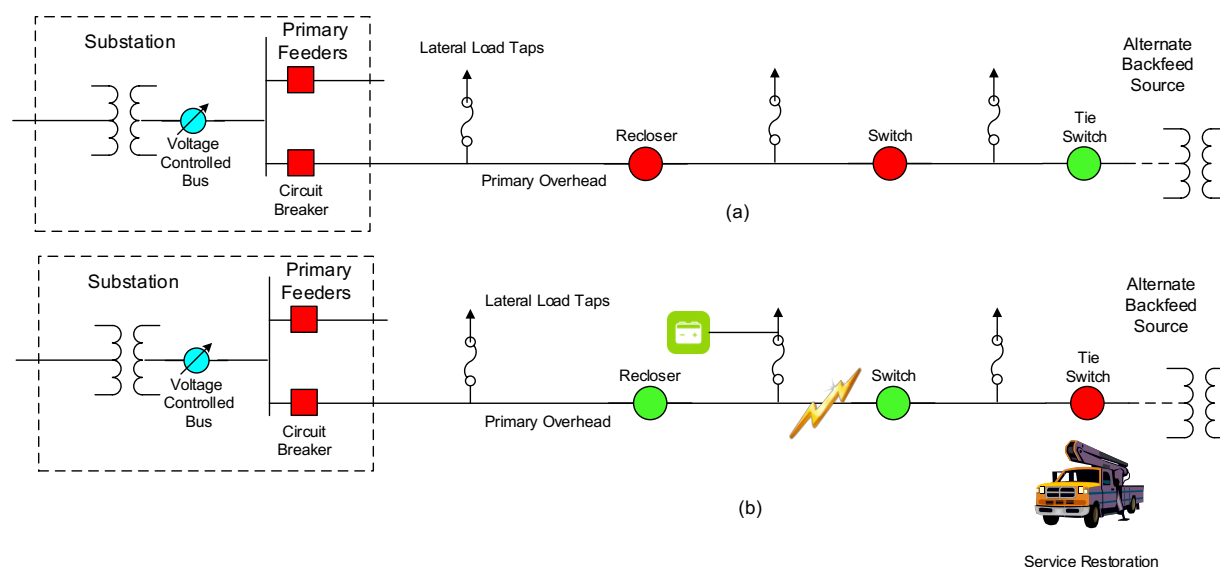 Substation
Primary
Feeders
Voltage
Controlled
Bus
Circuit
Breaker
Lateral Load Taps
Primary Overhead
Recloser
Switch
Tie
Switch
Alternate
Backfeed
Source
(a)
Substation
Primary
Feeders
Voltage
Controlled
Bus
Circuit
Breaker
Lateral Load Taps
Primary Overhead
Recloser
Switch
Tie
Switch
Alternate
Backfeed
Source
(b)
Service Restoration